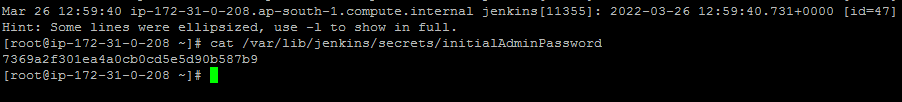 Mar 26 12:59:40 ip-172-31-0-208.ap-south-1.compute.internal jenkins[11355]: 2022-03-26 12:59:40.731+0000 [id=47]
Hint: Some lines were ellipsized, use -l to show in full.
[root@ip-172-31-0-208 ~]# cat /var/lib/jenkins/secrets/initialAdminPassword
7369a2f301ea4a0cb0cd5e5d90b587b9
[root@ip-172-31-0-208 ~]#